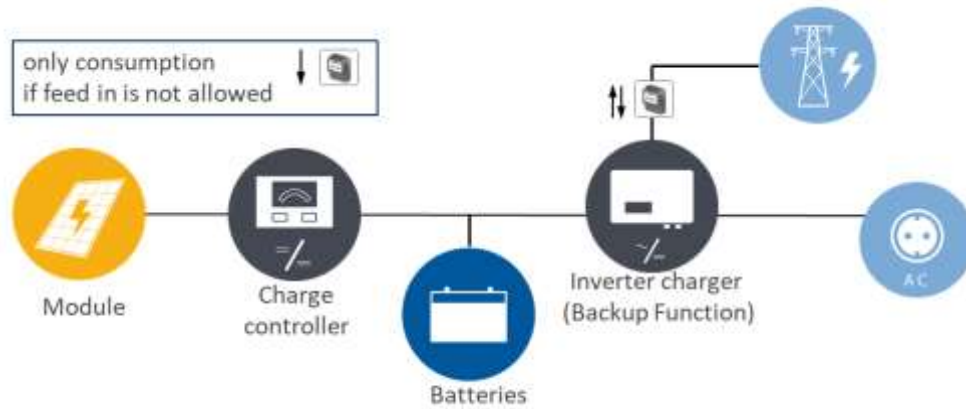 only consumption
if feed in is not allowed
Module
Charge
controller
Batteries
Inverter charger
(Backup Function)
AC